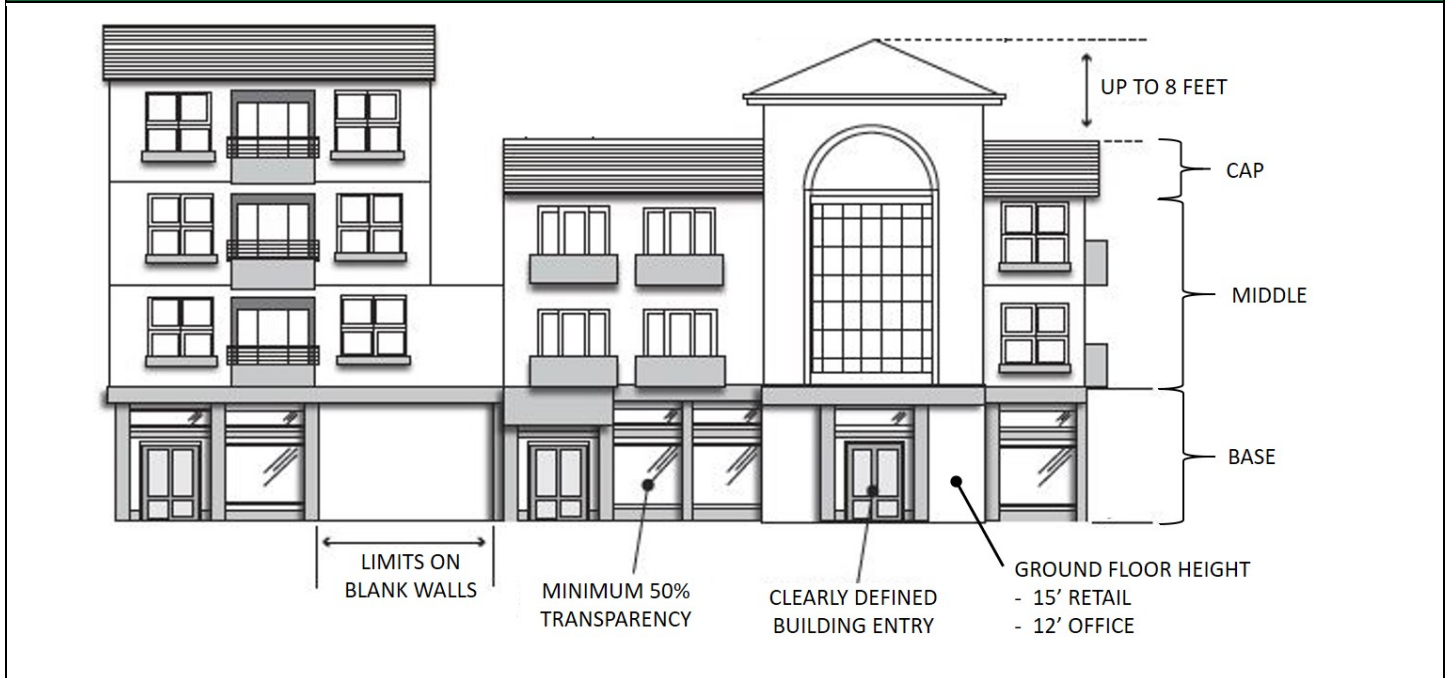 UP TO 8 FEET
CAP
MIDDLE
BASE
LIMITS ON
BLANK WALLS
MINIMUM 50%
TRANSPARENCY
CLEARLY DEFINED
BUILDING ENTRY
GROUND FLOOR HEIGHT
- 15’ RETAIL
- 12’ OFFICE